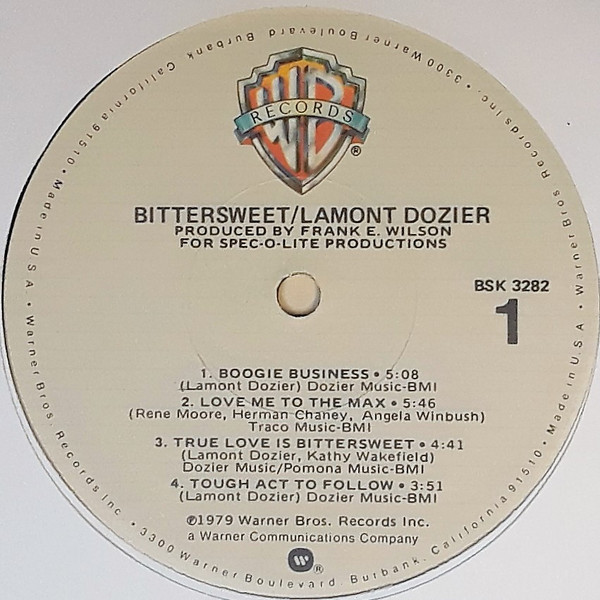 RECORDS
®
BITTERSWEET/LAMONT DOZIER
PRODUCED BY FRANK E. WILSON
FOR SPEC-O-LITE PRODUCTIONS
BSK 3282
1
1. BOOGIE BUSINESS • 5:08
(Lamont Dozier) Dozier Music-BMI
2. LOVE ME TO THE MAX • 5:46
(Rene Moore, Herman Chaney, Angela Winbush)
Traco Music-BMI
3. TRUE LOVE IS BITTERSWEET • 4:41
(Lamont Dozier, Kathy Wakefield)
Dozier Music/Pomona Music-BMI
4. TOUGH ACT TO FOLLOW • 3:51
(Lamont Dozier) Dozier Music-BMI
℗1979 Warner Bros. Records Inc.
a Warner Communications Company
®
Warner Bros. Records Inc. • 3300 Warner Boulevard. Burbank, California 91510 • Made in U.S.A. • Warner Bros. Records Inc. • 3300 Warner Boulevard. Burbank, California 91510 • Made in U.S.A. •